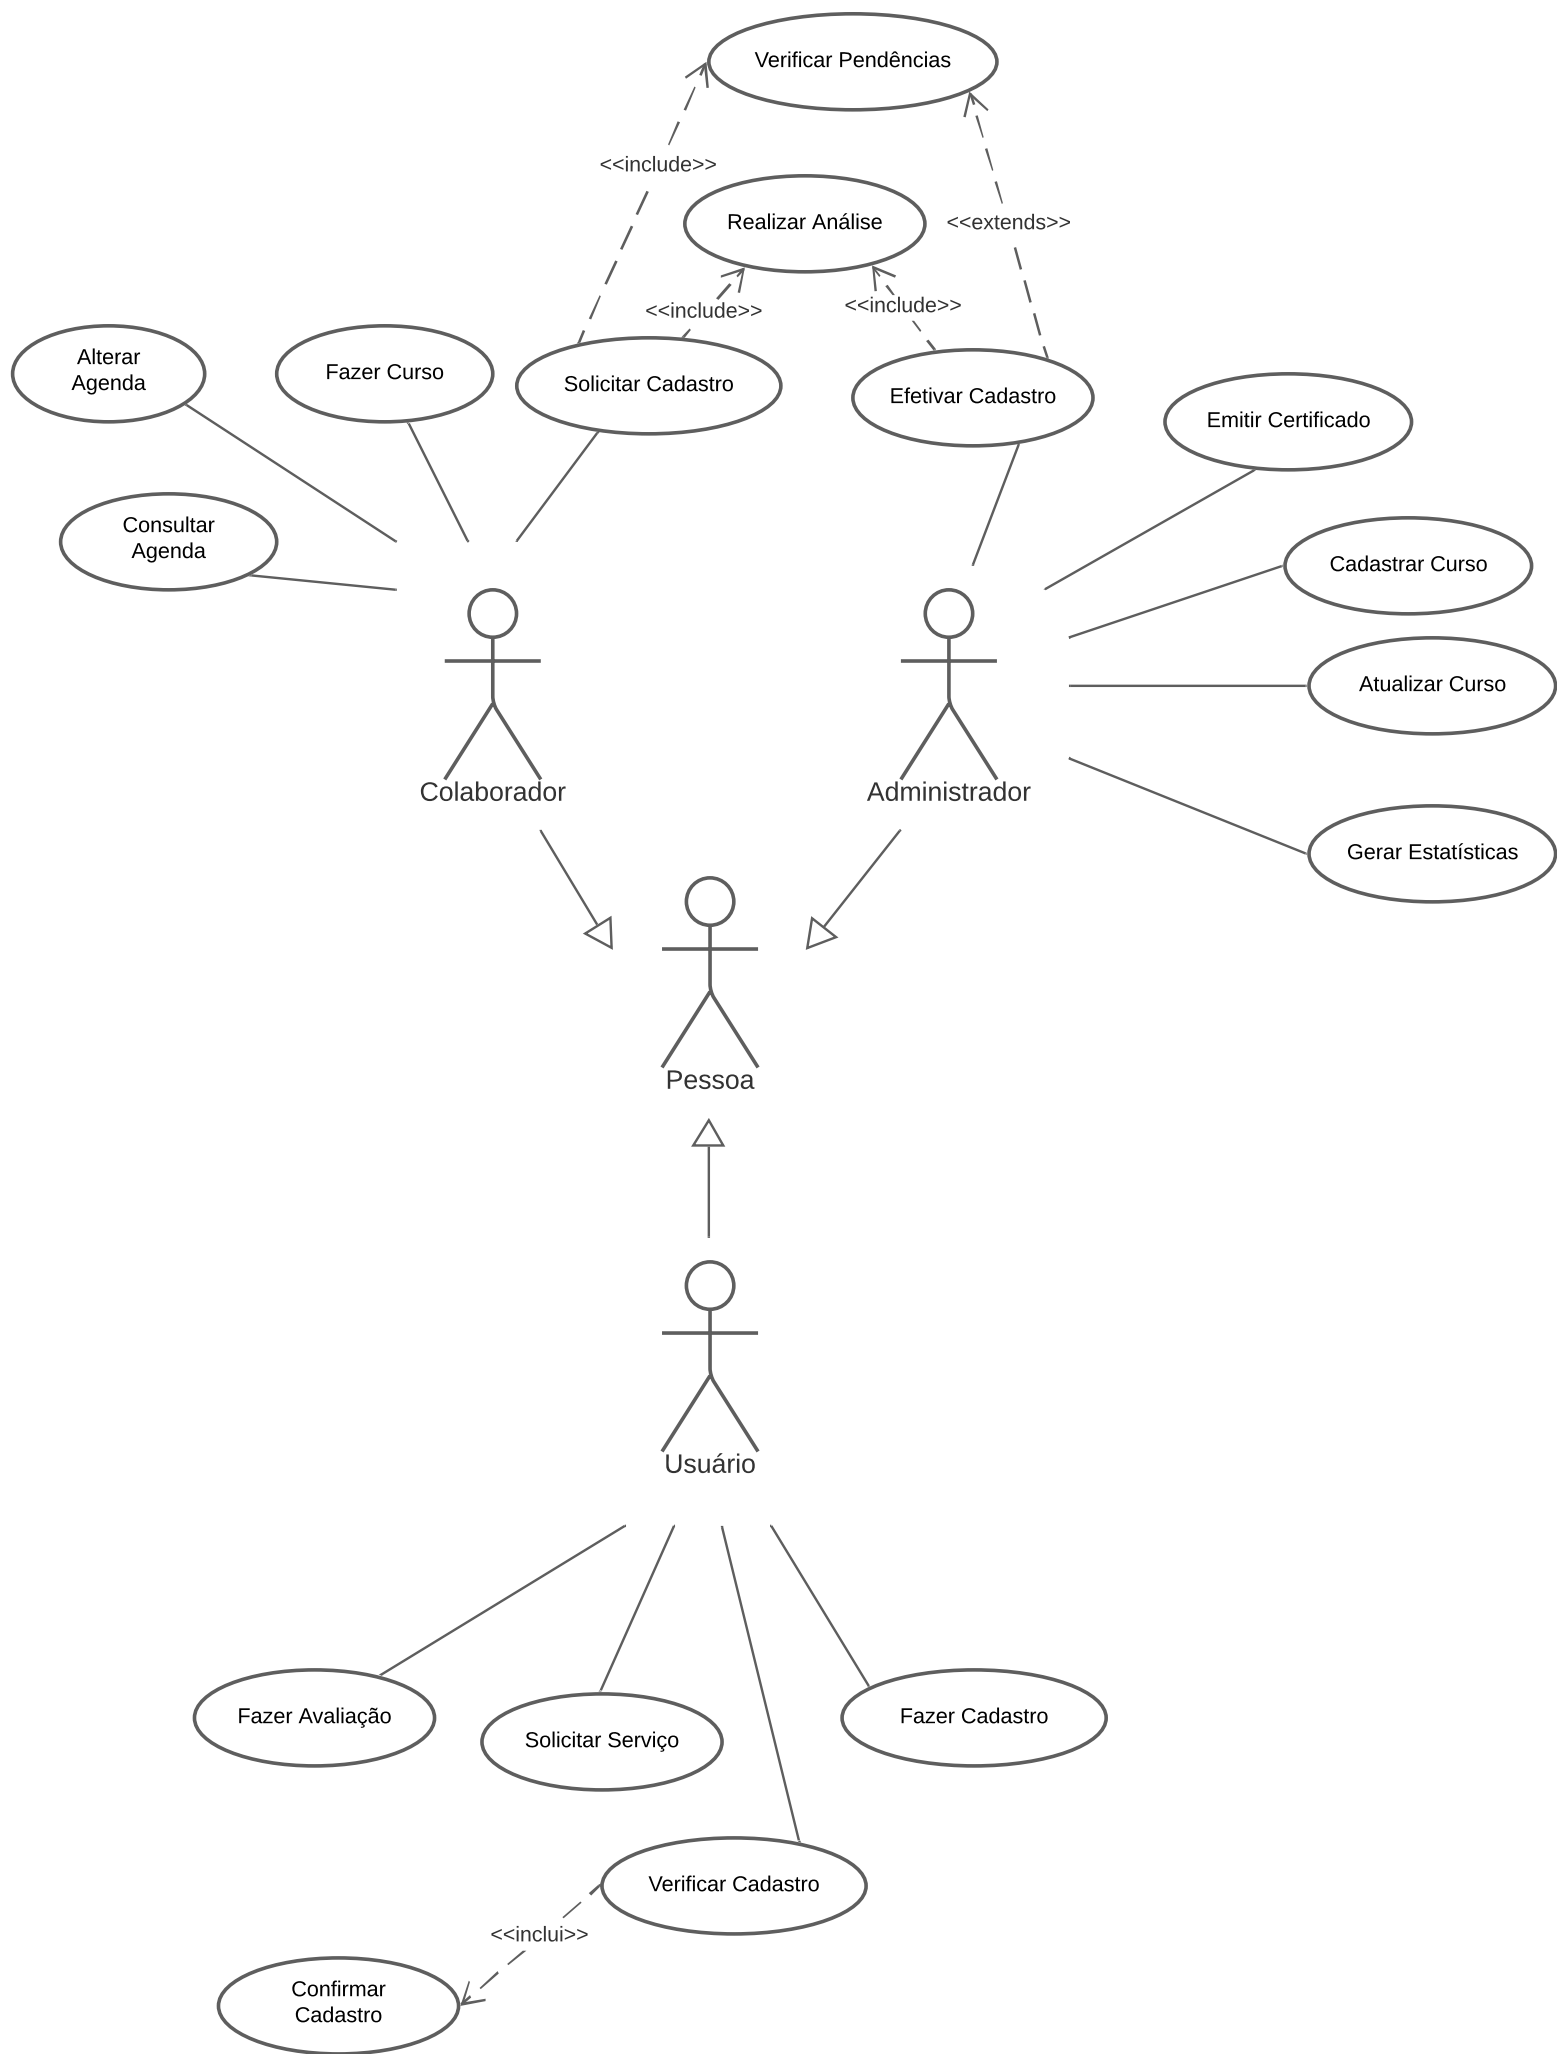 Verificar Pendências
<<include>>
Realizar Análise
<<extends>>
<<include>>
<<include>>
Alterar
Agenda
Fazer Curso
Solicitar Cadastro
Efetivar Cadastro
Emitir Certificado
Consultar
Agenda
Cadastrar Curso
Atualizar Curso
Colaborador
Administrador
Gerar Estatísticas
Pessoa
Usuário
Fazer Avaliação
Solicitar Serviço
Fazer Cadastro
Verificar Cadastro
<<inclui>>
Confirmar
Cadastro